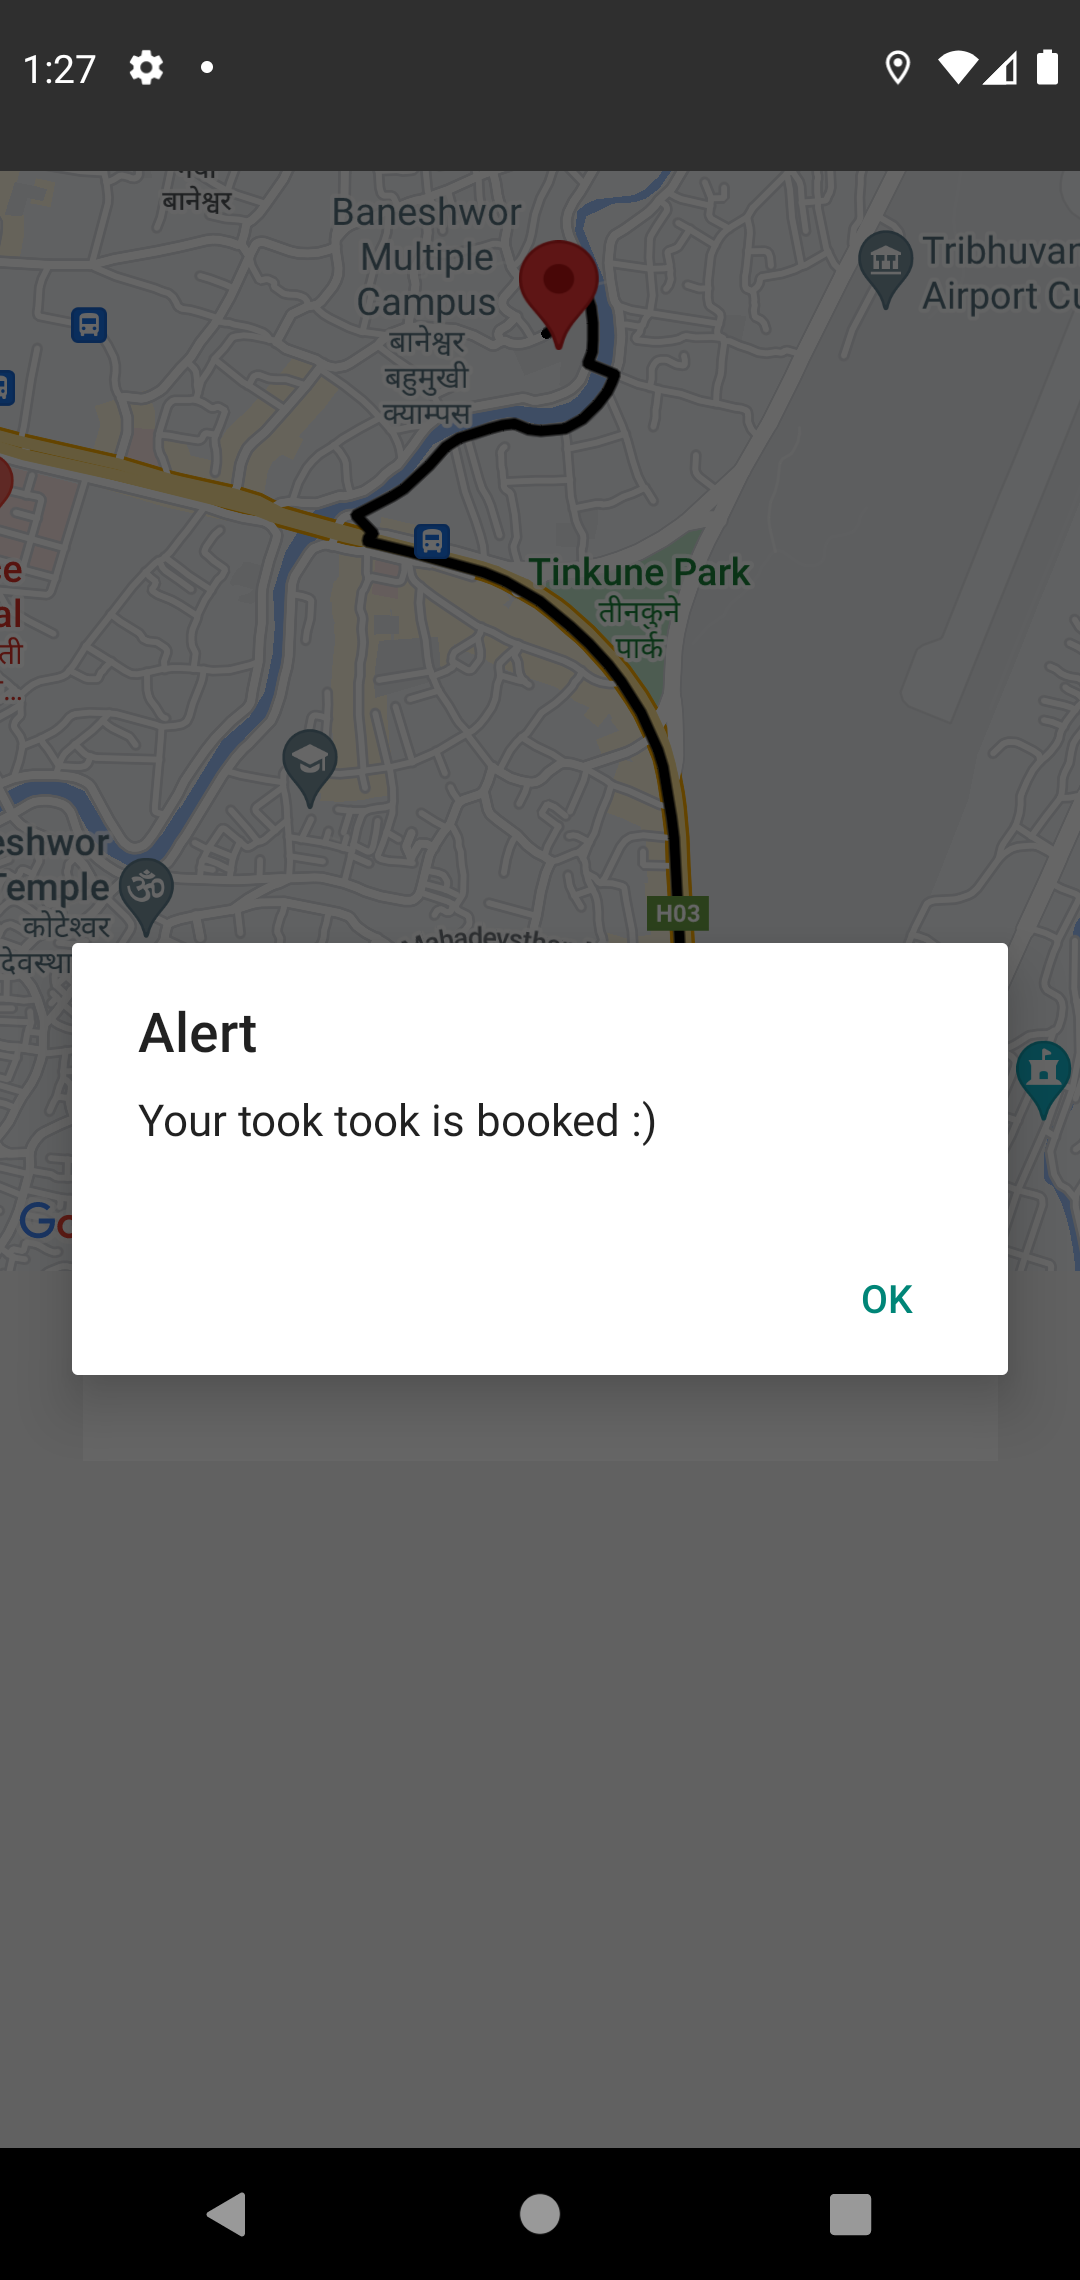 1:27
बानेश्वर
Baneshwor
Multiple
Campus
बानेश्वर
बहुमुखी
क्याम्पस
Tribhuvan
Airport Cu
Tinkune Park
तीनकुने
पार्क
ce
al
ती
eshwor
Temple
कोटेश्वर
देवस्था
H03
Alert
Your took took is booked :)
OK
Go